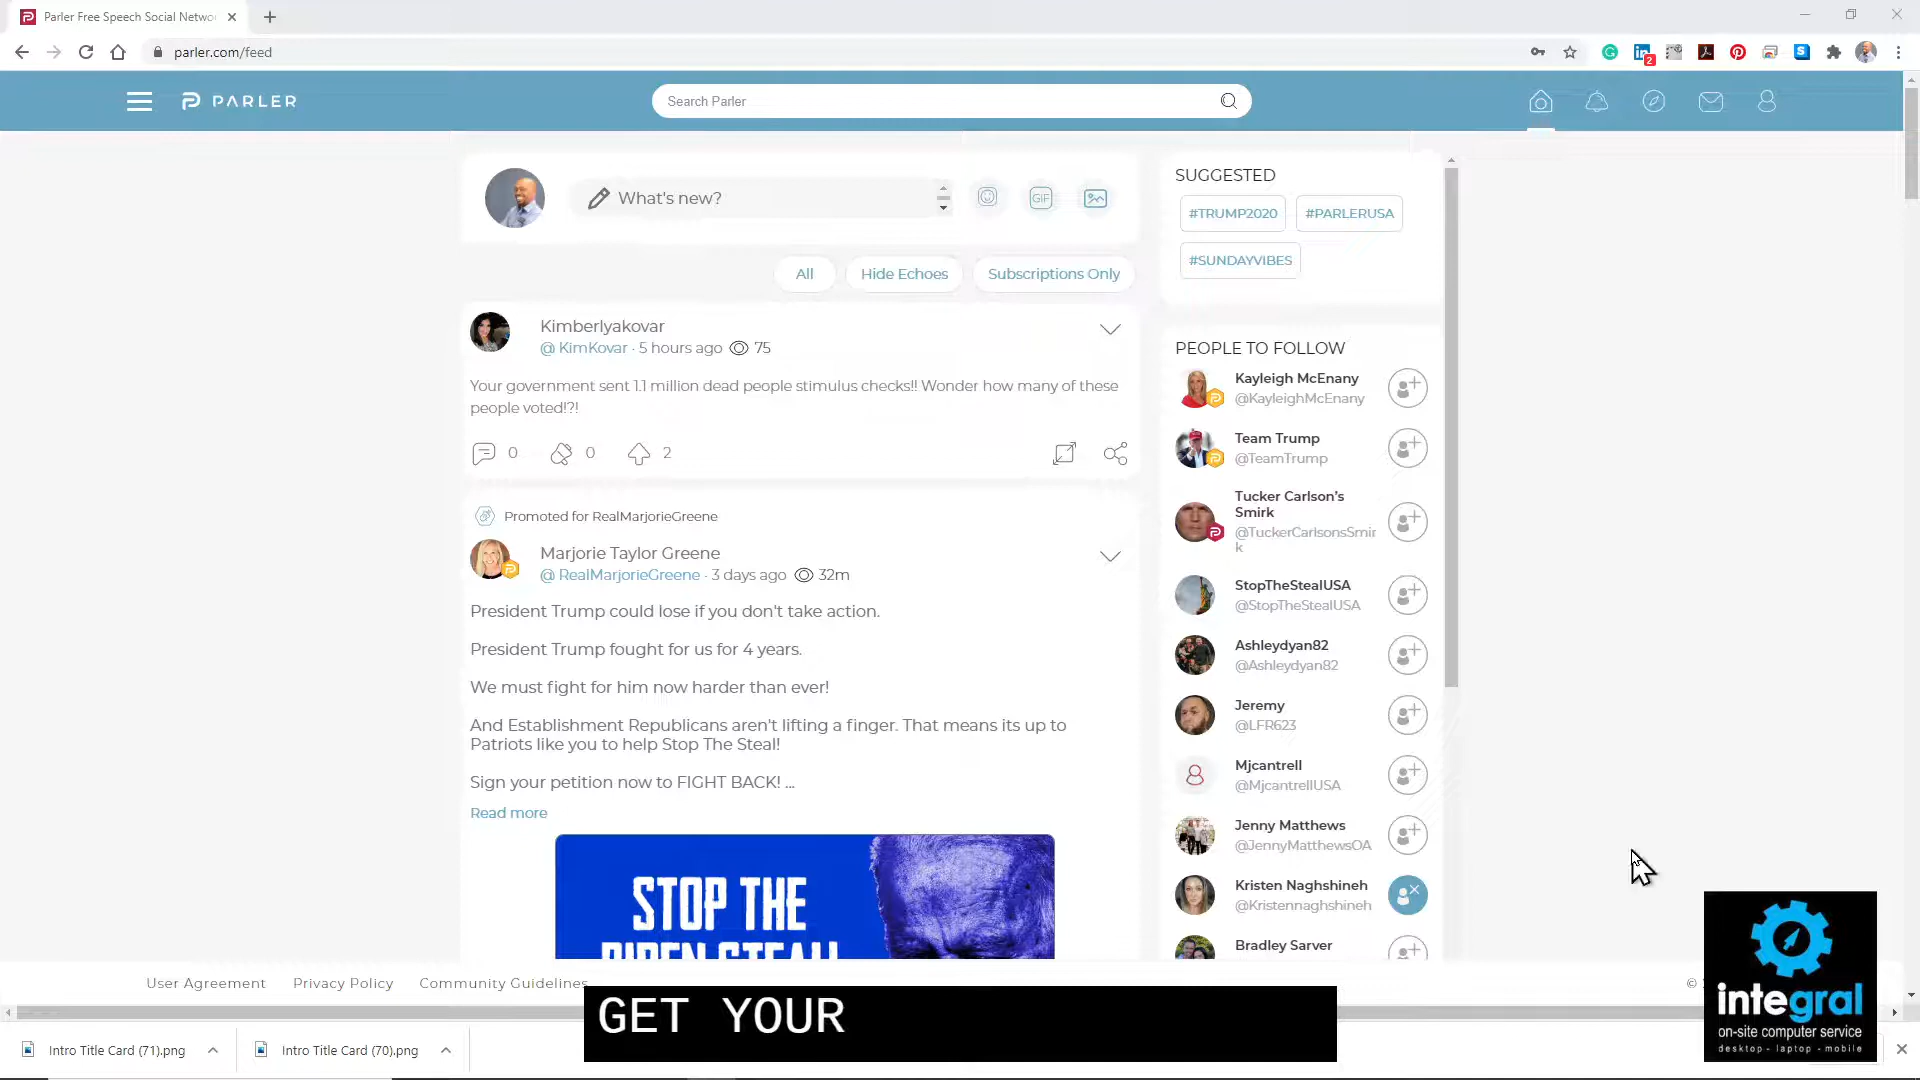 Parler Free Speech Social Netwo
parler.com/feed
2
PARLER
Search Parler
What's new?
GIF
All
Hide Echoes
Subscriptions Only
Kimberlyakovar
@ KimKovar · 5 hours ago 75
Your government sent 1.1 million dead people stimulus checks!! Wonder how many of these
people voted!?!
0
0
2
Promoted for RealMarjorieGreene
Marjorie Taylor Greene
@ RealMarjorieGreene · 3 days ago 32m
President Trump could lose if you don't take action.
President Trump fought for us for 4 years.
We must fight for him now harder than ever!
And Establishment Republicans aren't lifting a finger. That means its up to
Patriots like you to help Stop The Steal!
Sign your petition now to FIGHT BACK! ...
Read more
STOP THE
BIDEN STEAL!
SUGGESTED
#TRUMP2020
#PARLERUSA
#SUNDAYVIBES
PEOPLE TO FOLLOW
Kayleigh McEnany
@KayleighMcEnany
Team Trump
@TeamTrump
Tucker Carlson's
Smirk
@TuckerCarlsonsSmir
k
StopTheStealUSA
@StopTheStealUSA
Ashleydyan82
@Ashleydyan82
Jeremy
@LFR623
Mjcantrell
@MjcantrellUSA
Jenny Matthews
@JennyMatthewsOA
Kristen Naghshineh
@Kristennaghshineh
Bradley Sarver
User Agreement
Privacy Policy
Community Guidelines
©
GET YOUR
integral
on-site computer service
desktop - laptop - mobile
Intro Title Card (71).png
Intro Title Card (70).png